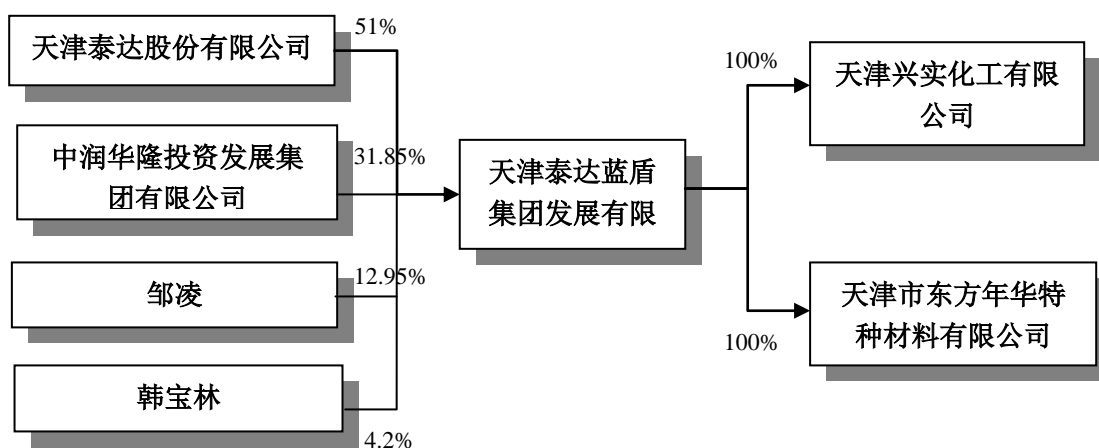 51%
天津泰达股份有限公司
中润华隆投资发展集
团有限公司
31.85%
邹凌
12.95%
韩宝林
4.2%
天津泰达蓝盾
集团发展有限
100%
天津兴实化工有限
公司
天津市东方年华特
种材料有限公司
100%